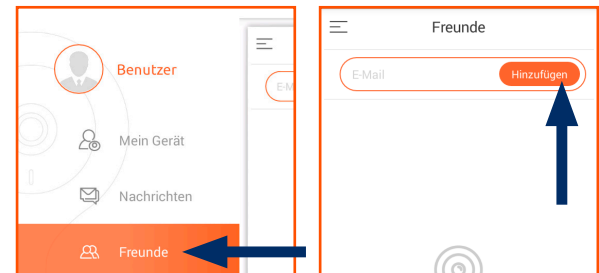 Benutzer
Mein Gerät
Nachrichten
Freunde
E-M
Freunde
E-Mail
Hinzufügen